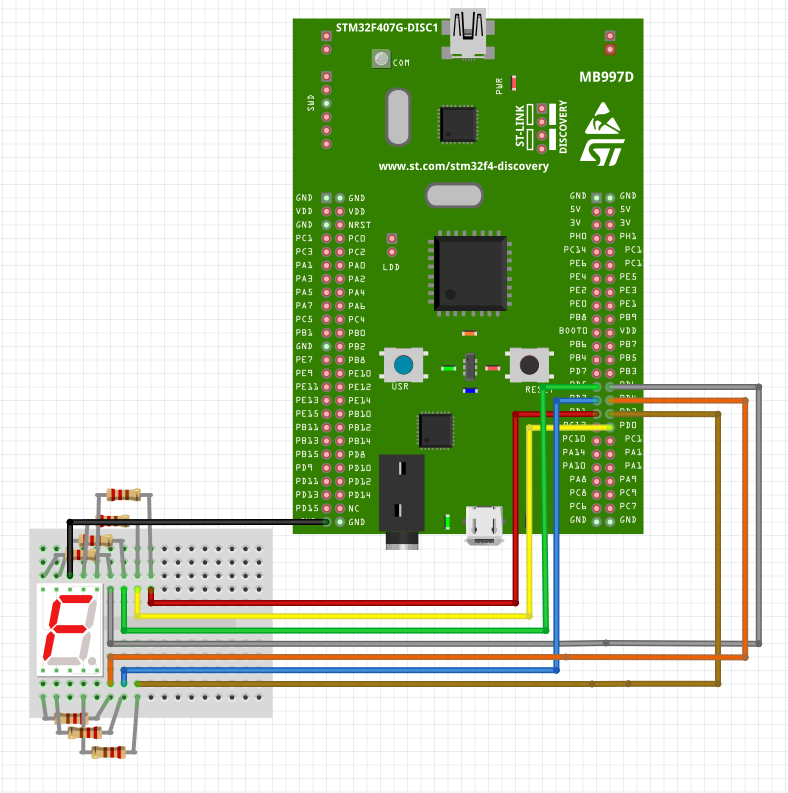 STM32F407G-DISC1
COM
MB997D
PWR
SWD
ST-LINK
DISCOVERY
www.st.com/stm32f4-discovery
GND GND GND GND
VDD VDD 5V 5V
GND NRST 3V 3V
PC1 PC0 PH0 PH1
PC3 PC2 PC14 PC1
PA1 PA0 PE6 PC1
PA3 PA2 PE4 PE5
PA5 PA4 PE2 PE3
PA7 PA6 PE0 PE1
PC5 PC4 PB8 PB9
PB1 PB0 BOOT0 VDD
GND PB2 PB6 PB7
PE7 PE8 PB4 PB5
PE9 PE10 PD7 PB3
PE11 PE12
PE13 PE14
PE15 PB10
PB11 PB12 PD0
PB13 PB14 PC10 PC1
PB15 PD8 PA14 PA1
PD9 PD10 PA10 PA1
PD11 PD12 PA8 PA9
PD13 PD14 PC8 PC9
PD15 NC PC6 PC7
GND GND GND
LDD
USR
RESET